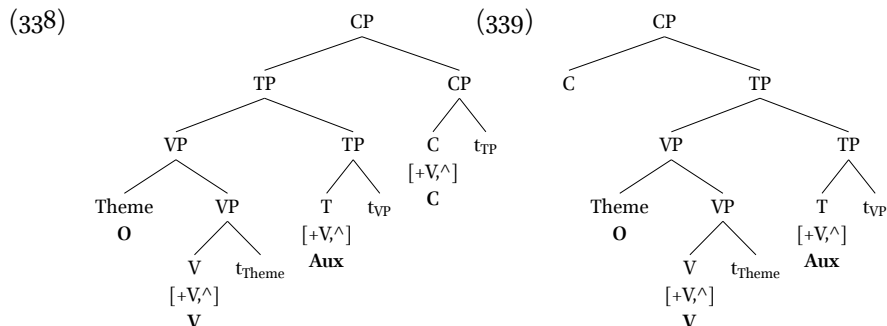 (338) CP (339) CP
TP CP C TP
VP TP C t_TP VP TP
[+V,^]
C
Theme VP T t_VP Theme VP T t_VP
O [+V,^] O [+V,^]
Aux Aux
V t_Theme V t_Theme
[+V,^] [+V,^]
V V